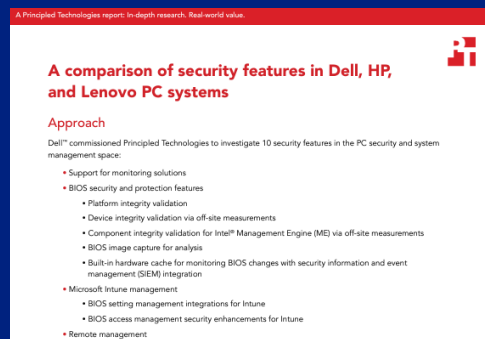 A Principled Technologies report: In-depth research. Real-world value.
PT
A comparison of security features in Dell, HP,
and Lenovo PC systems
Approach
Dell™ commissioned Principled Technologies to investigate 10 security features in the PC security and system
management space:
• Support for monitoring solutions
• BIOS security and protection features
• Platform integrity validation
• Device integrity validation via off-site measurements
• Component integrity validation for Intel® Management Engine (ME) via off-site measurements
• BIOS image capture for analysis
• Built-in hardware cache for monitoring BIOS changes with security information and event
management (SIEM) integration
• Microsoft Intune management
• BIOS setting management integrations for Intune
• BIOS access management security enhancements for Intune
• Remote management